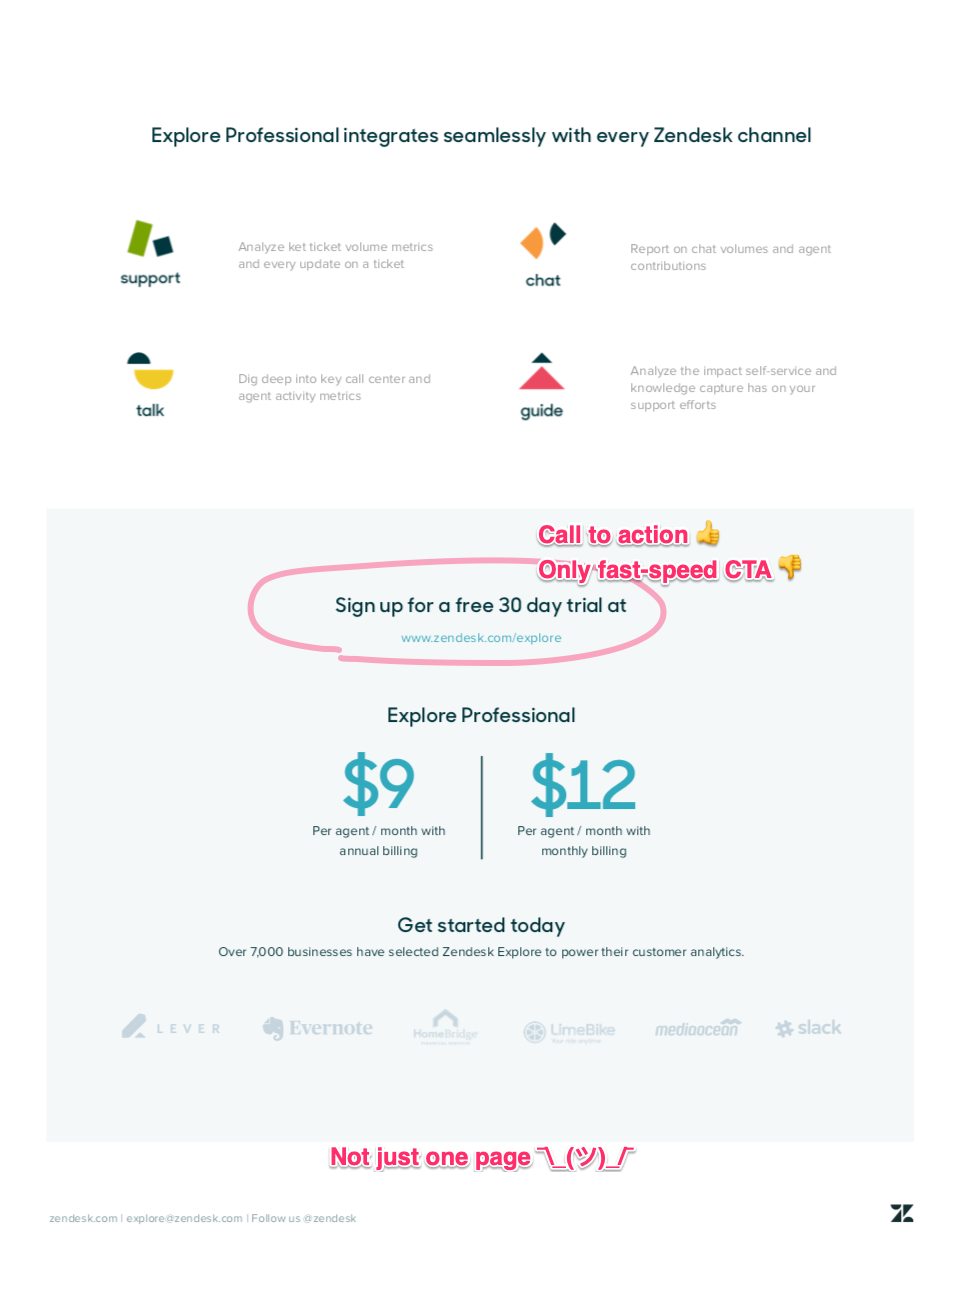 Explore Professional integrates seamlessly with every Zendesk channel
support
Analyze ket ticket volume metrics
and every update on a ticket
chat
Report on chat volumes and agent
contributions
talk
Dig deep into key call center and
agent activity metrics
guide
Analyze the impact self-service and
knowledge capture has on your
support efforts
Call to action 👍
Only fast-speed CTA 👎
Sign up for a free 30 day trial at
www.zendesk.com/explore
Explore Professional
$9
Per agent / month with
annual billing
$12
Per agent / month with
monthly billing
Get started today
Over 7,000 businesses have selected Zendesk Explore to power their customer analytics.
LEVER
Evernote
HomeBridge
LimeBike
Your ride anytime
mediaocean
slack
Not just one page ¯\_(ツ)_/¯
zendesk.com | explore@zendesk.com | Follow us @zendesk